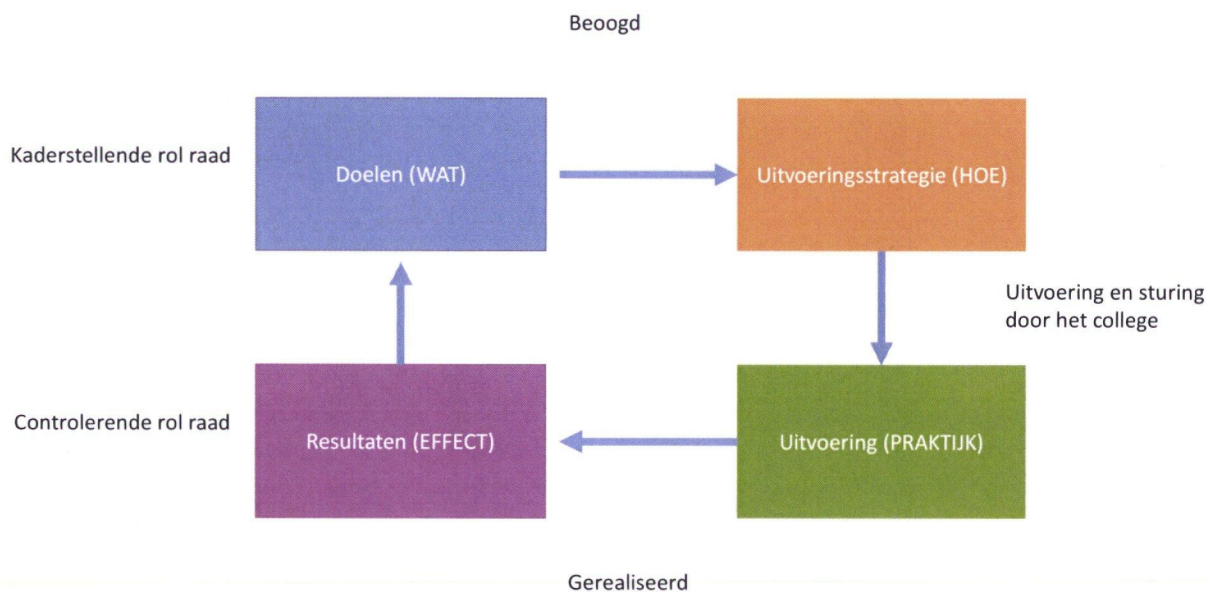 Beoogd
Kaderstellende rol raad
Doelen (WAT)
Uitvoeringsstrategie (HOE)
Uitvoering en sturing
door het college
Controlerende rol raad
Resultaten (EFFECT)
Uitvoering (PRAKTIJK)
Gerealiseerd